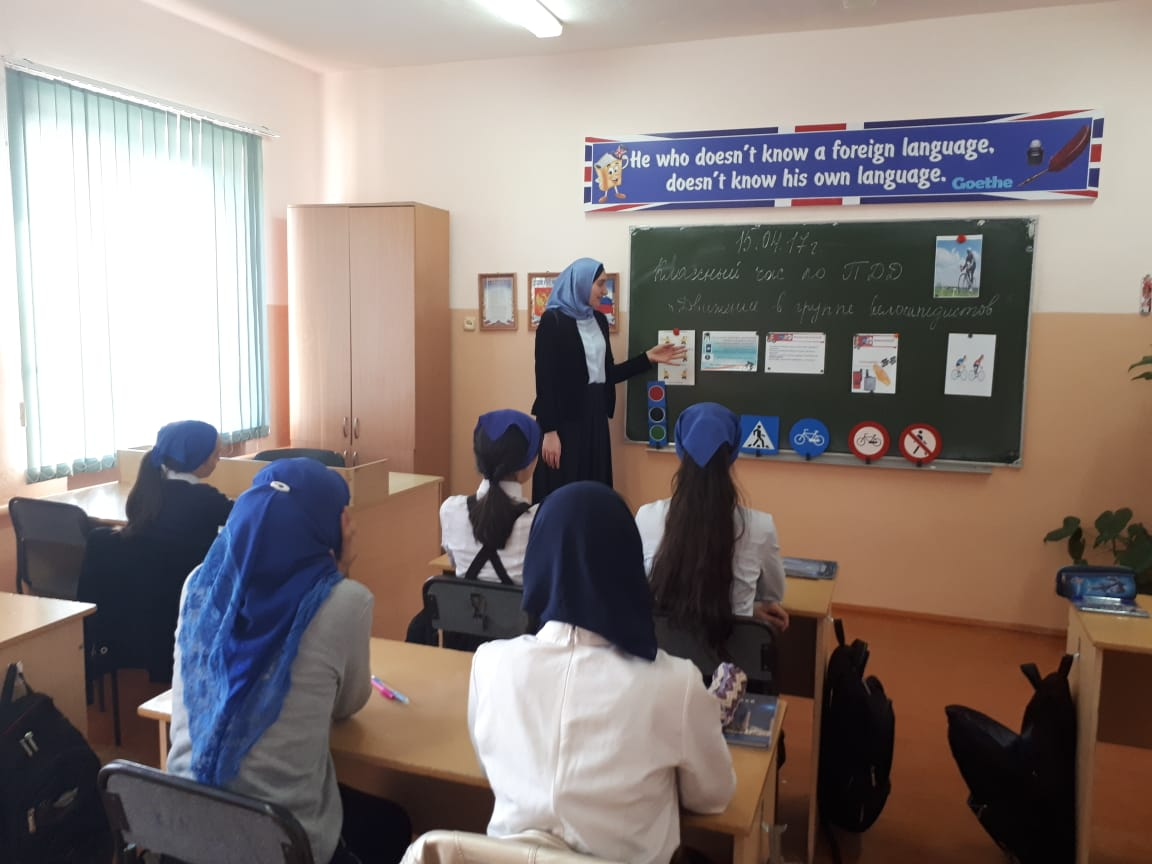 He who doesn't know a foreign language,
doesn't know his own language.
Goethe
15.04.17г
Классный час по ПДД
"Движение в группе велосипедистов